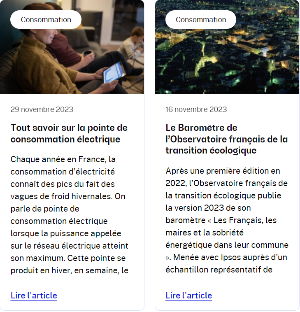 Consommation
29 novembre 2023
Tout savoir sur la pointe de
consommation électrique
Chaque année en France, la
consommation d'électricité
connaît des pics du fait des
vagues de froid hivernales. On
parle de pointe de
consommation électrique
lorsque la puissance appelée
sur le réseau électrique atteint
son maximum. Cette pointe se
produit en hiver, en semaine, le
Lire l'article
Consommation
16 novembre 2023
Le Baromètre de
l'Observatoire français de la
transition écologique
Après une première édition en
2022, l'Observatoire français de
la transition écologique publie
la version 2023 de son
baromètre « Les Français, les
maires et la sobriété
énergétique dans leur commune
». Menée avec Ipsos auprès d'un
échantillon représentatif de
Lire l'article